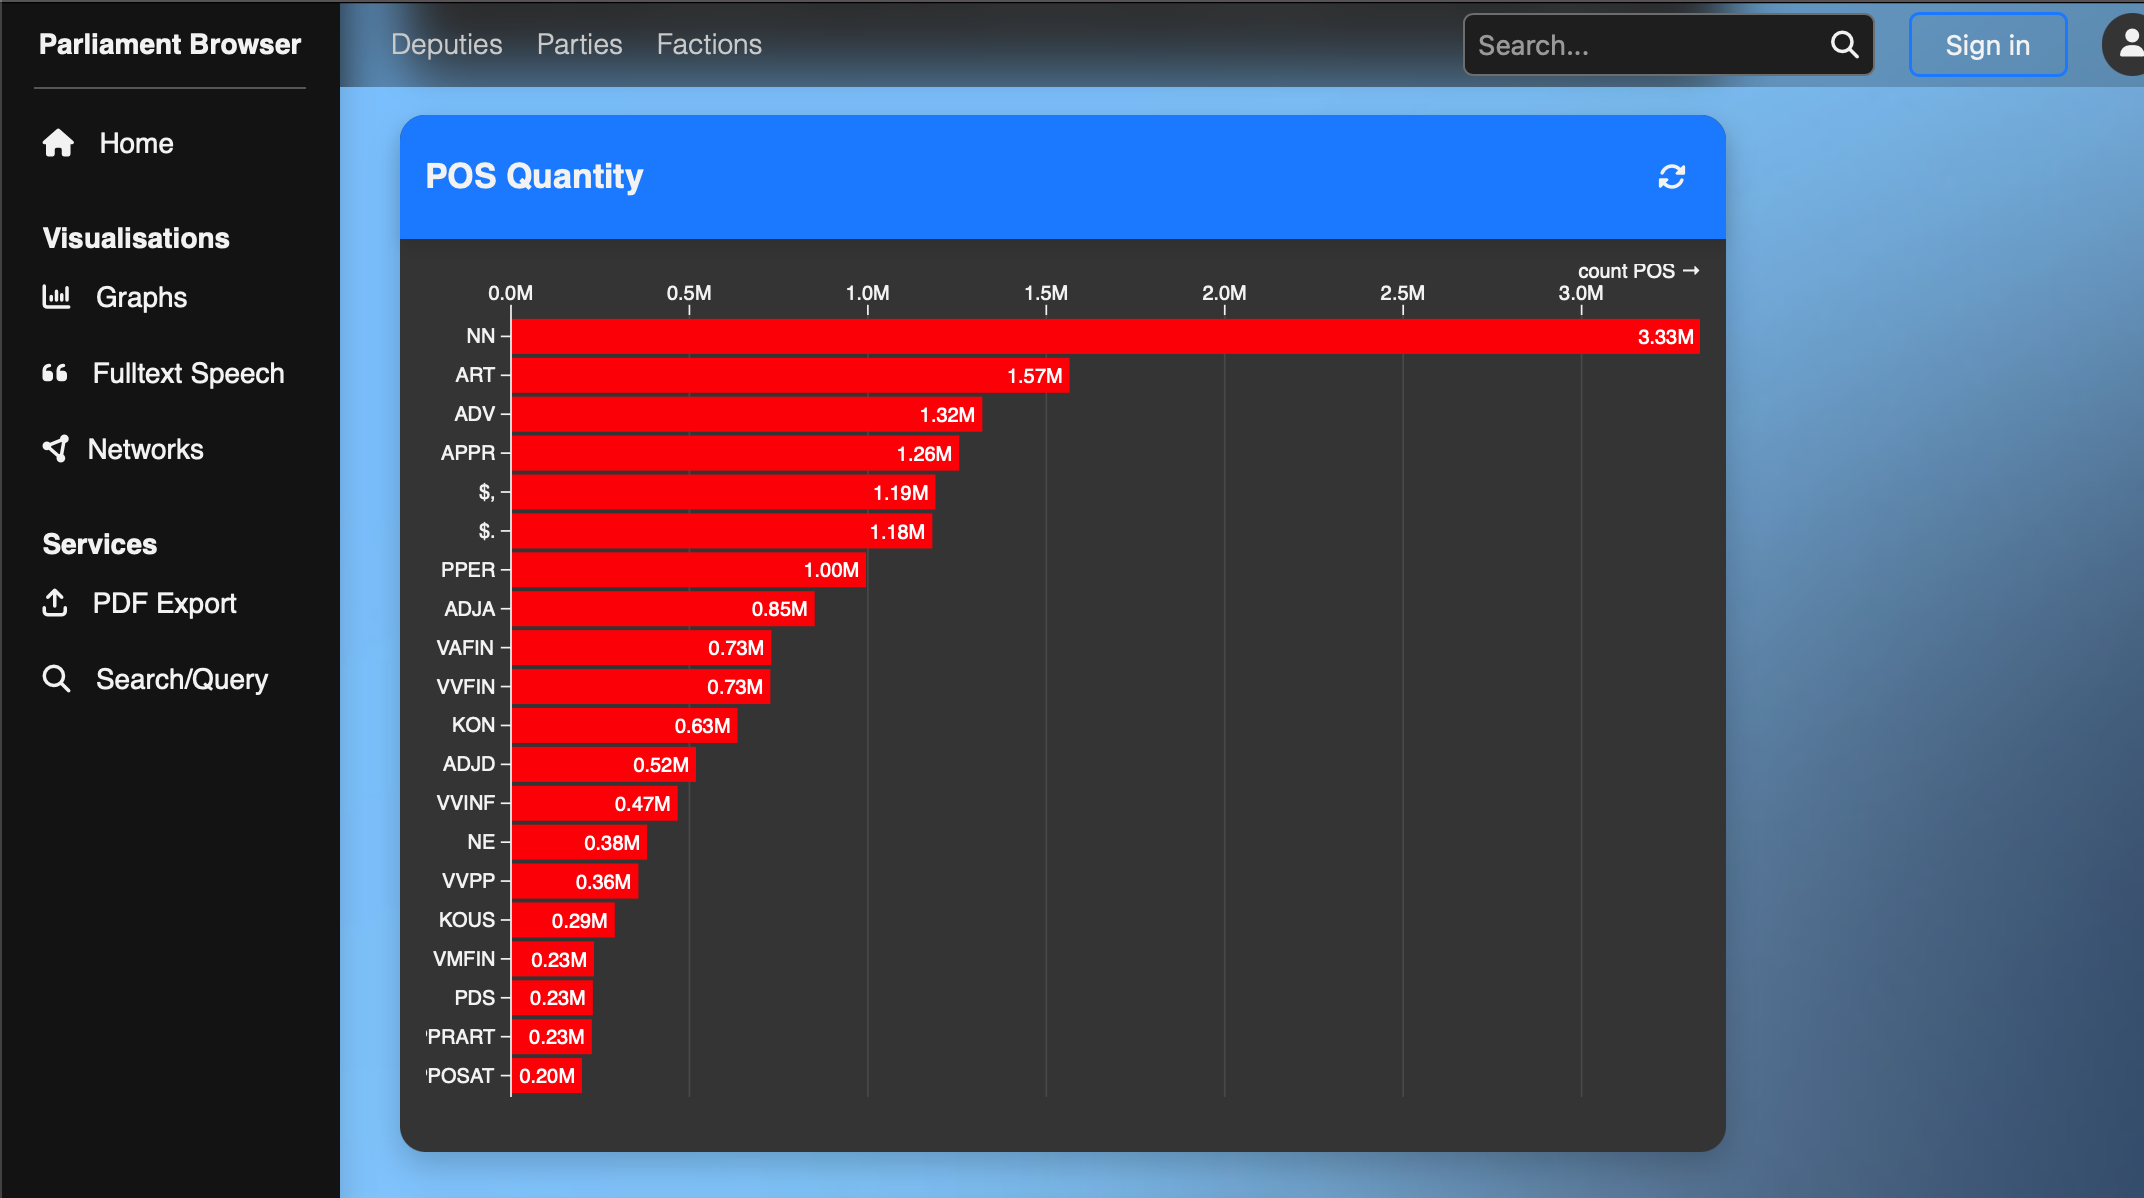 Parliament Browser
Home
Visualisations
Graphs
Fulltext Speech
Networks
Services
PDF Export
Search/Query
Deputies Parties Factions
Search... Sign in
POS Quantity
count POS →
0.0M 0.5M 1.0M 1.5M 2.0M 2.5M 3.0M
NN 3.33M
ART 1.57M
ADV 1.32M
APPR 1.26M
$, 1.19M
$. 1.18M
PPER 1.00M
ADJA 0.85M
VAFIN 0.73M
VVFIN 0.73M
KON 0.63M
ADJD 0.52M
VVINF 0.47M
NE 0.38M
VVPP 0.36M
KOUS 0.29M
VMFIN 0.23M
PDS 0.23M
PRART 0.23M
POSAT 0.20M